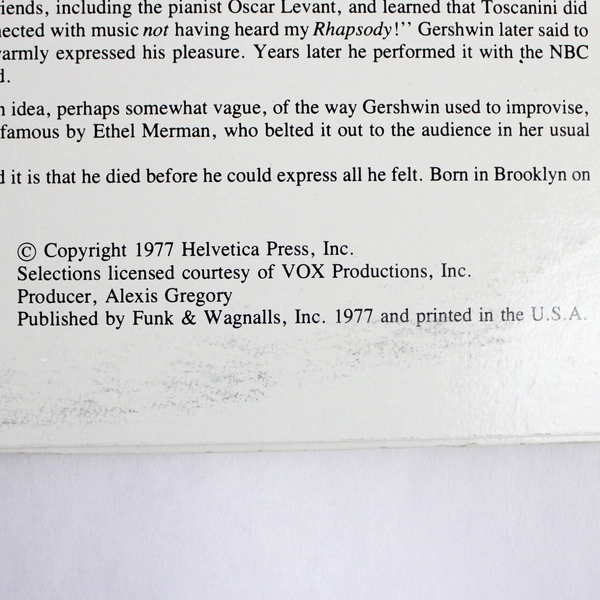 including the pianist Oscar Levant, and learned that Toscanini did
with music not having heard my Rhapsody!’’ Gershwin later said to
expressed his pleasure. Years later he performed it with the NBC
idea, perhaps somewhat vague, of the way Gershwin used to improvise,
famous by Ethel Merman, who belted it out to the audience in her usual
it is that he died before he could express all he felt. Born in Brooklyn on
© Copyright 1977 Helvetica Press, Inc.
Selections licensed courtesy of VOX Productions, Inc.
Producer, Alexis Gregory
Published by Funk & Wagnalls, Inc. 1977 and printed in the U.S.A.